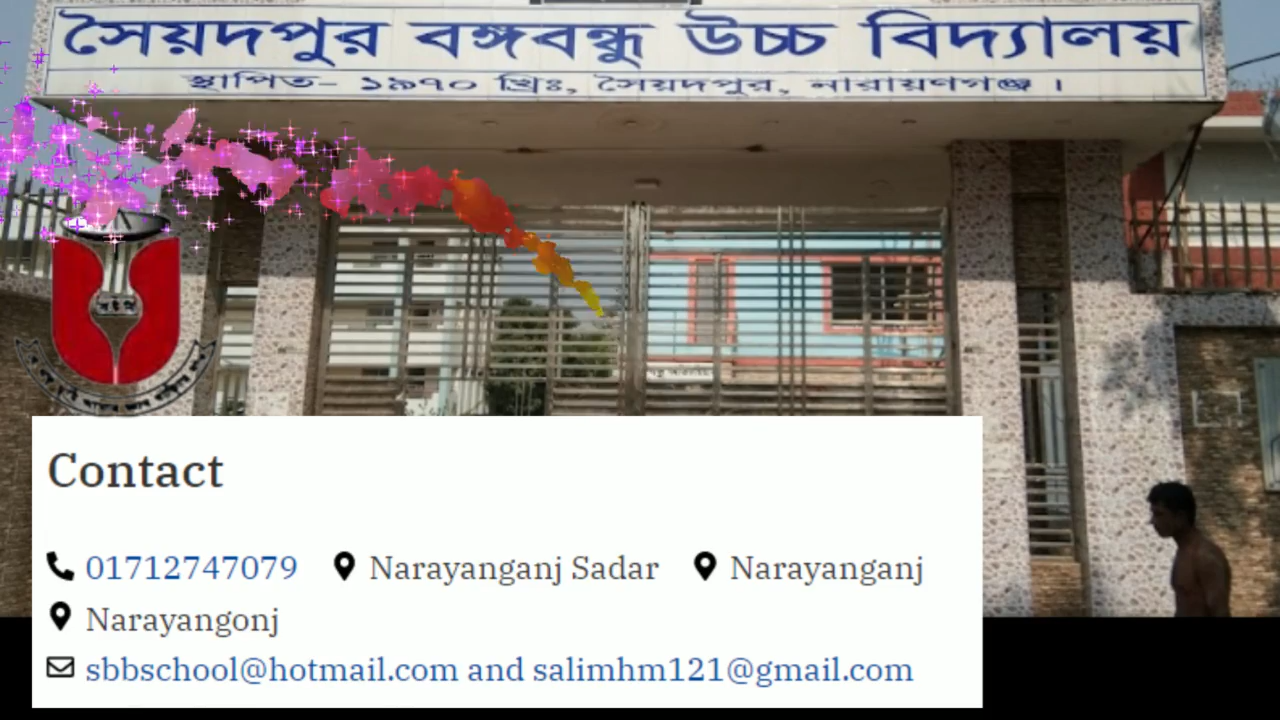 সৈয়দপুর বঙ্গবন্ধু উচ্চ বিদ্যালয়
স্থাপিত- ১৯৭০ খ্রিঃ, সৈয়দপুর, নারায়ণগঞ্জ।
Contact
01712747079 Narayanganj Sadar Narayanganj
Narayangonj
sbbschool@hotmail.com and salimhm121@gmail.com